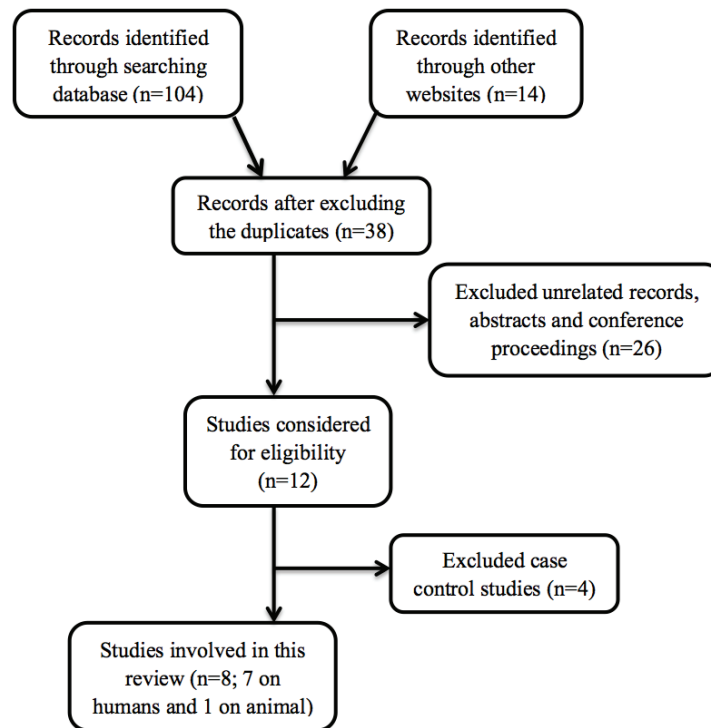 Records identified
through searching
database (n=104)
Records identified
through other
websites (n=14)
Records after excluding
the duplicates (n=38)
Excluded unrelated records,
abstracts and conference
proceedings (n=26)
Studies considered
for eligibility
(n=12)
Excluded case
control studies (n=4)
Studies involved in this
review (n=8; 7 on
humans and 1 on animal)